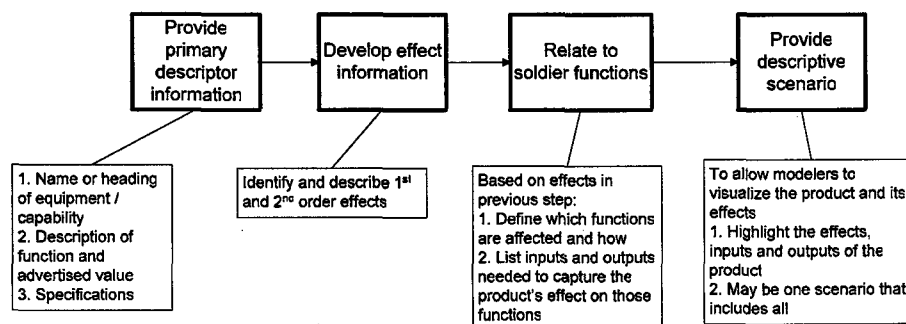 Provide
primary
descriptor
information
Develop effect
information
Relate to
soldier functions
Provide
descriptive
scenario
1. Name or heading
of equipment /
capability
2. Description of
function and
advertised value
3. Specifications
Identify and describe 1st
and 2nd order effects
Based on effects in
previous step:
1. Define which functions
are affected and how
2. List inputs and outputs
needed to capture the
product's effect on those
functions
To allow modelers to
visualize the product and its
effects
1. Highlight the effects,
inputs and outputs of the
product
2. May be one scenario that
includes all